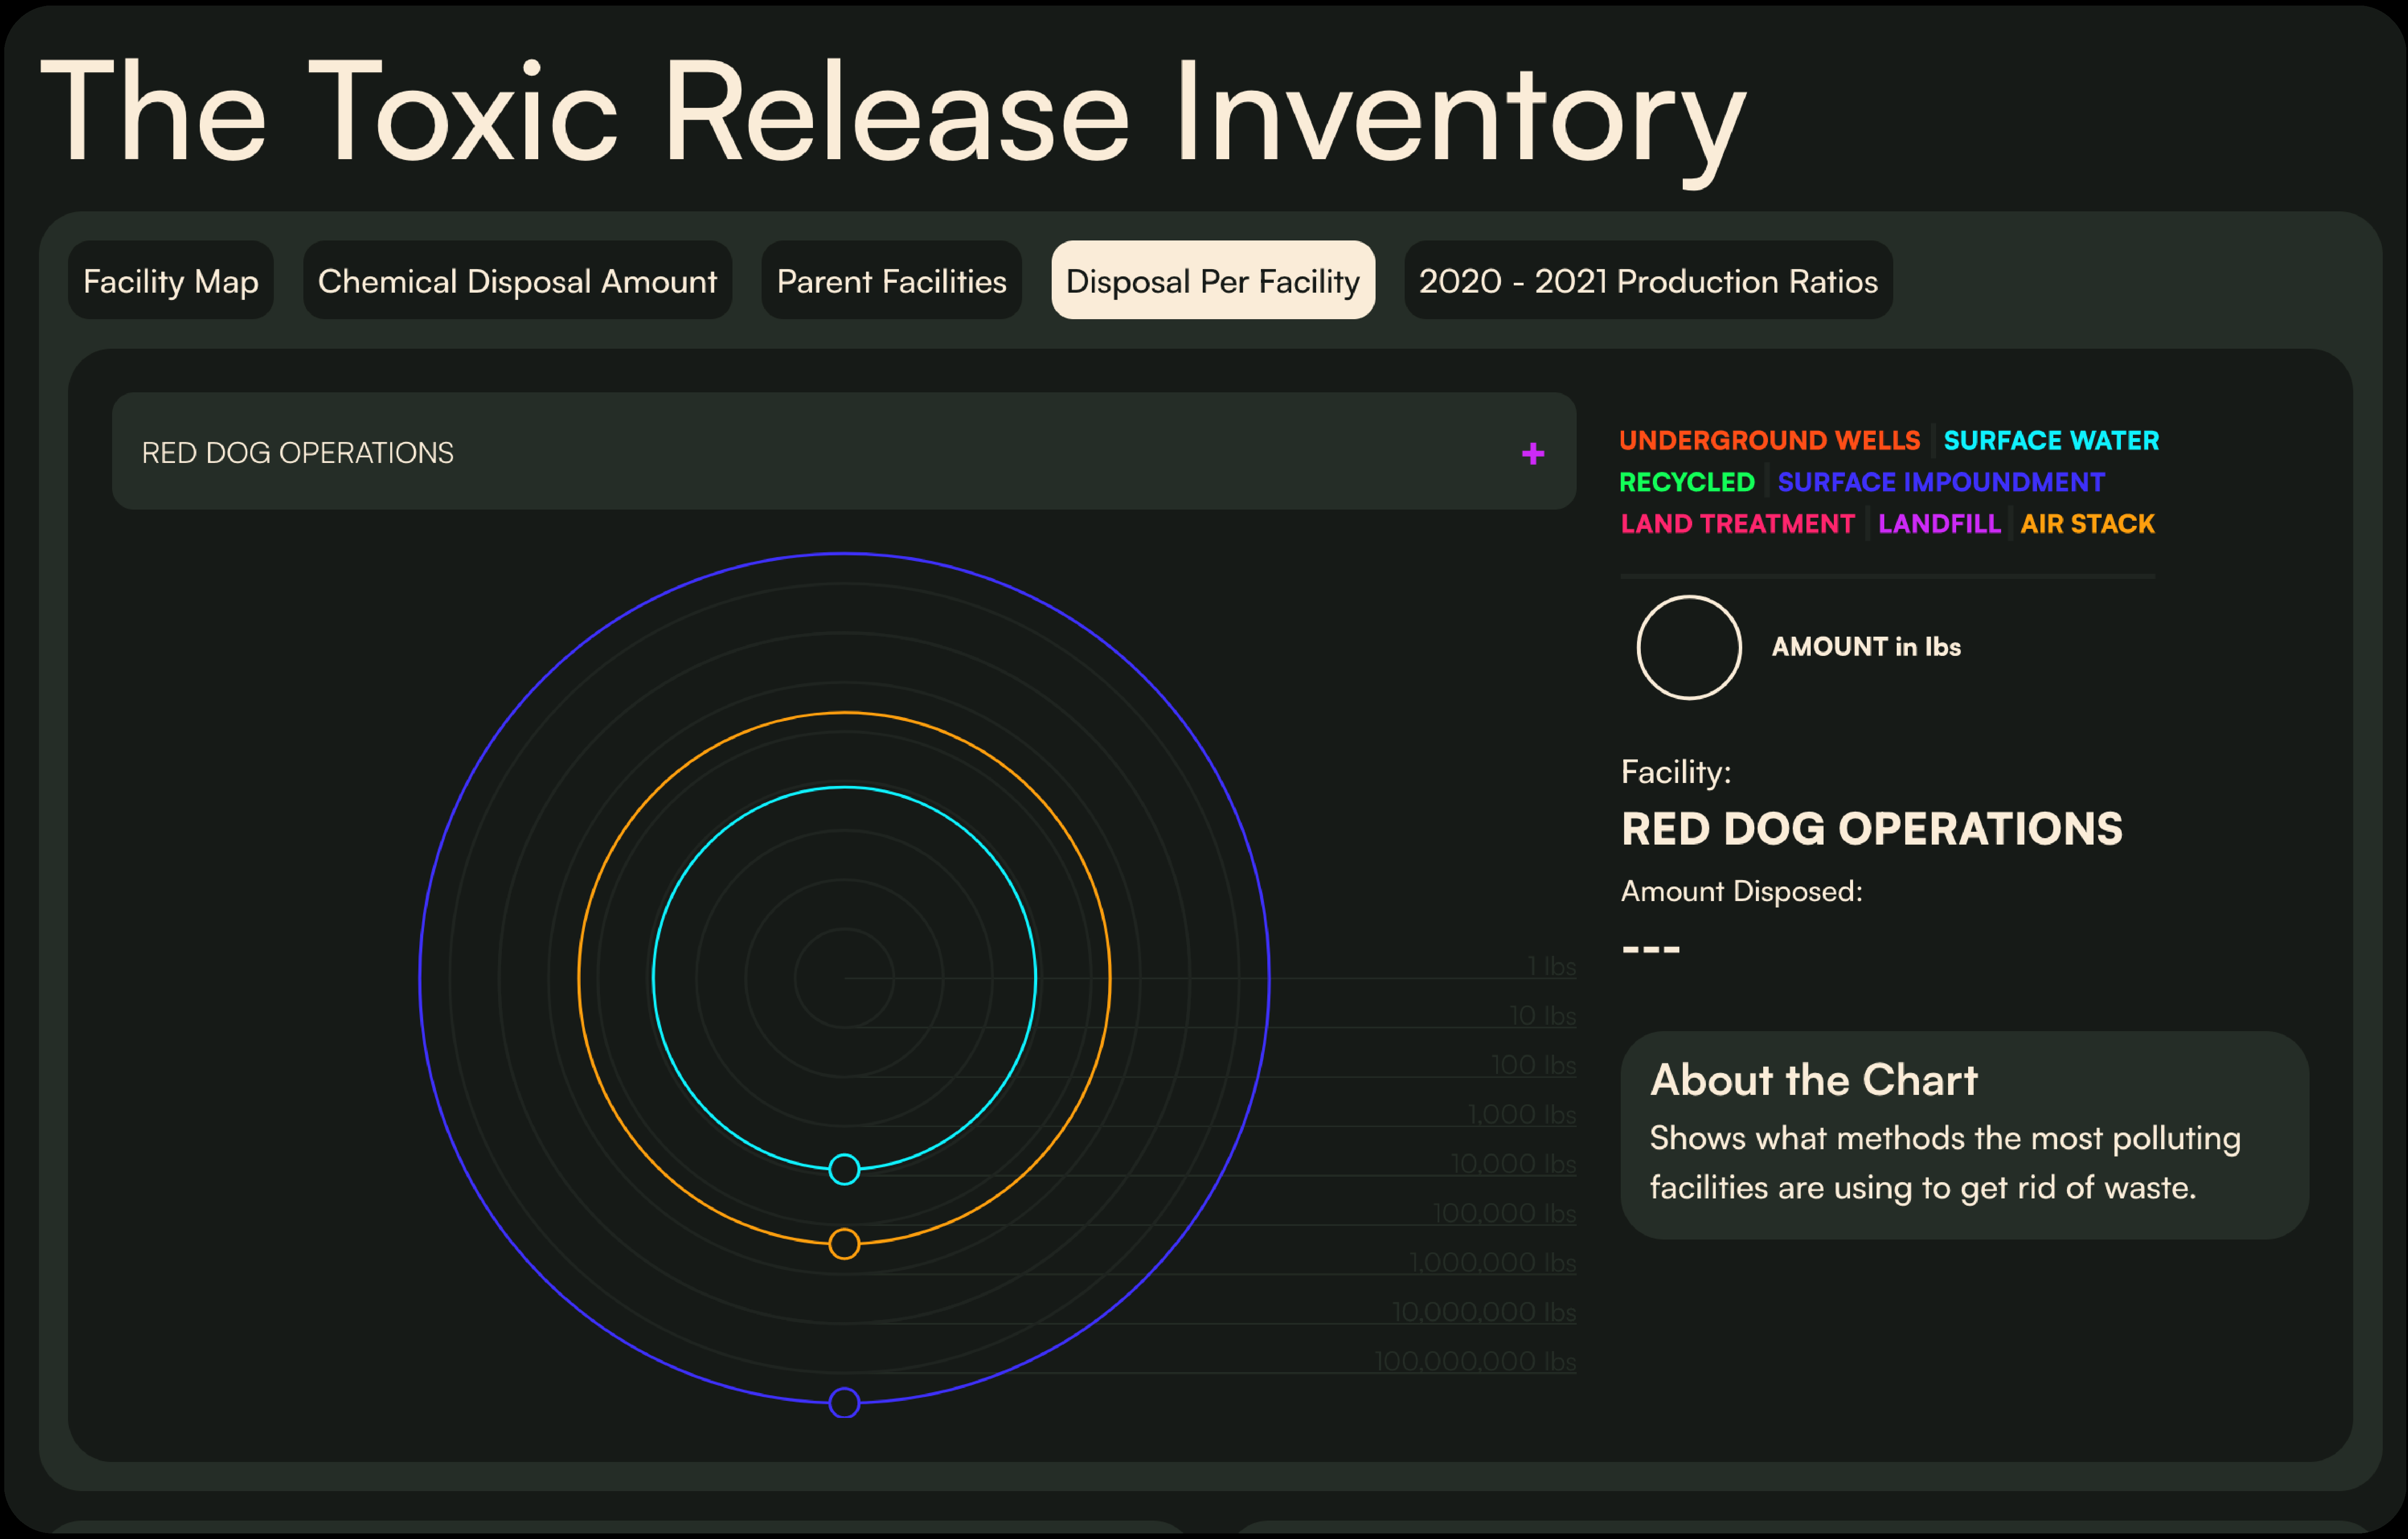 The Toxic Release Inventory
Facility Map
Chemical Disposal Amount
Parent Facilities
Disposal Per Facility
2020 - 2021 Production Ratios
RED DOG OPERATIONS
+
UNDERGROUND WELLS | SURFACE WATER
RECYCLED | SURFACE IMPOUNDMENT
LAND TREATMENT | LANDFILL | AIR STACK
AMOUNT in lbs
Facility:
RED DOG OPERATIONS
Amount Disposed:
---
1 lbs
10 lbs
100 lbs
1,000 lbs
10,000 lbs
100,000 lbs
1,000,000 lbs
10,000,000 lbs
100,000,000 lbs
About the Chart
Shows what methods the most polluting
facilities are using to get rid of waste.